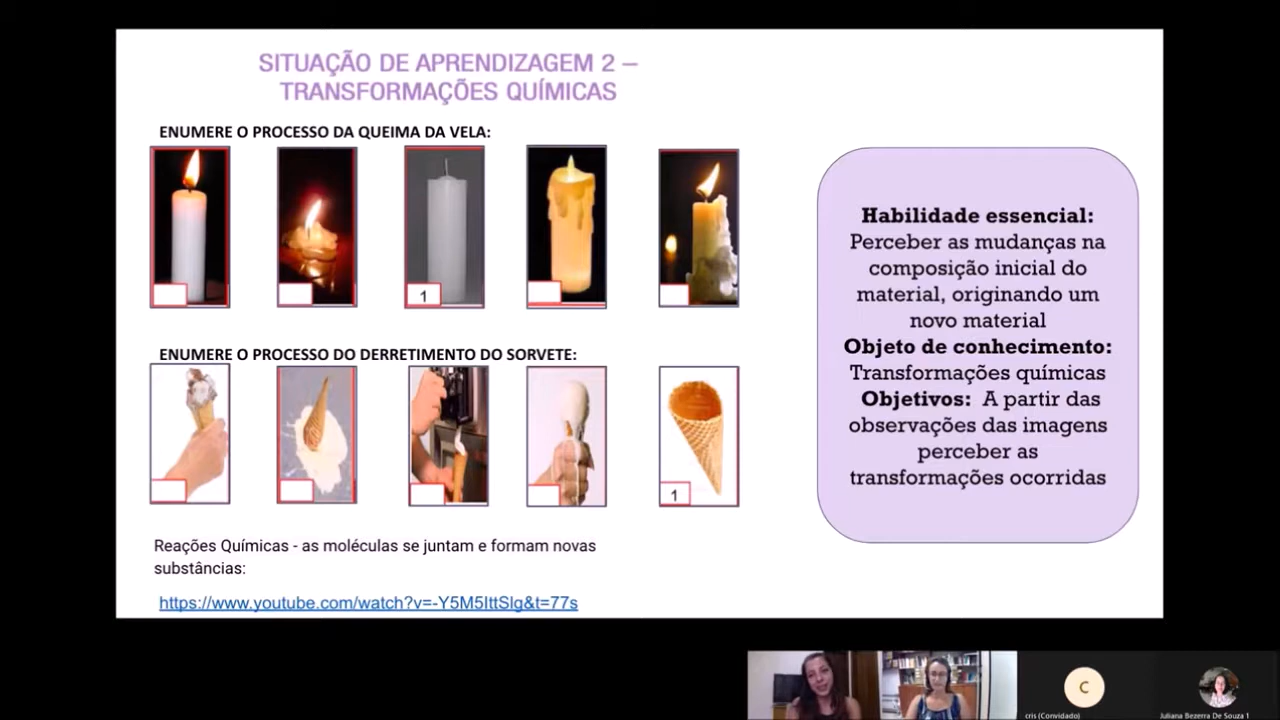 SITUAÇÃO DE APRENDIZAGEM 2 –
TRANSFORMAÇÕES QUÍMICAS
ENUMERE O PROCESSO DA QUEIMA DA VELA:
1
ENUMERE O PROCESSO DO DERRETIMENTO DO SORVETE:
1
Reações Químicas - as moléculas se juntam e formam novas
substâncias:
https://www.youtube.com/watch?v=-Y5M5IttSlg&t=77s
Habilidade essencial:
Perceber as mudanças na
composição inicial do
material, originando um
novo material
Objeto de conhecimento:
Transformações químicas
Objetivos: A partir das
observações das imagens
perceber as
transformações ocorridas
C
cris (Convidado)
Juliana Bezerra De Souza 1